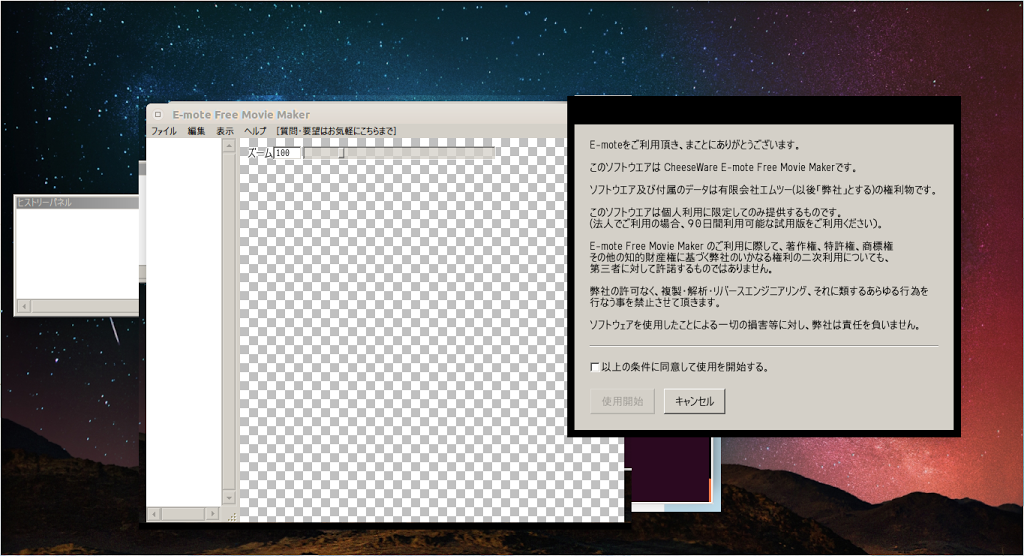 E-mote Free Movie Maker
ファイル 編集 表示 ヘルプ [質問・要望はお気軽にこちらまで]
ズーム 100
ヒストリーパネル
E-moteをご利用頂き、まことにありがとうございます。
このソフトウエアは CheeseWare E-mote Free Movie Makerです。
ソフトウエア及び付属のデータは有限会社エムツー(以後「弊社」とする)の権利物です。
このソフトウエアは個人利用に限定してのみ提供するものです。
(法人でご利用の場合、90日間利用可能な試用版をご利用ください)。
E-mote Free Movie Maker のご利用に際して、著作権、特許権、商標権
その他の知的財産権に基づく弊社のいかなる権利の二次利用についても、
第三者に対して許諾するものではありません。
弊社の許可なく、複製・解析・リバースエンジニアリング、それに類するあらゆる行為を
行なう事を禁止させて頂きます。
ソフトウェアを使用したことによる一切の損害等に対し、弊社は責任を負いません。
以上の条件に同意して使用を開始する。
使用開始 キャンセル